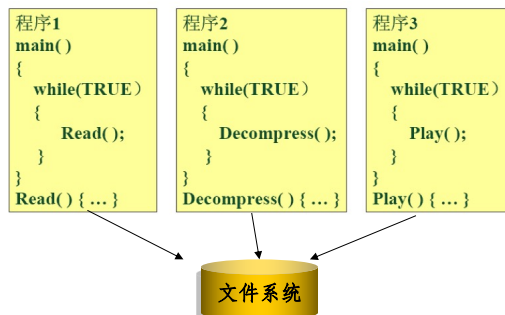 程序1
main( )
{
while(TRUE）
{
Read( );
}
}
Read( ) { … }
程序2
main( )
{
while(TRUE）
{
Decompress( );
}
}
Decompress( ) { … }
程序3
main( )
{
while(TRUE）
{
Play( );
}
}
Play( ) { … }
文件系统